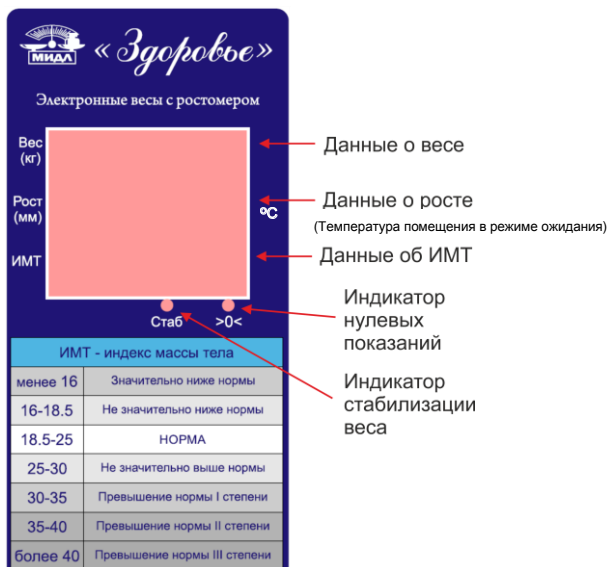 МИДЛ
« Здоровье»
Электронные весы с ростомером
Вес
(кг)
Данные о весе
Рост
(мм)
ºC
Данные о росте
(Температура помещения в режиме ожидания)
ИМТ
Данные об ИМТ
Стаб
>0<
Индикатор
нулевых
показаний
Индикатор
стабилизации
веса
ИМТ - индекс массы тела
менее 16 Значительно ниже нормы
16-18.5 Не значительно ниже нормы
18.5-25 НОРМА
25-30 Не значительно выше нормы
30-35 Превышение нормы I степени
35-40 Превышение нормы II степени
более 40 Превышение нормы III степени